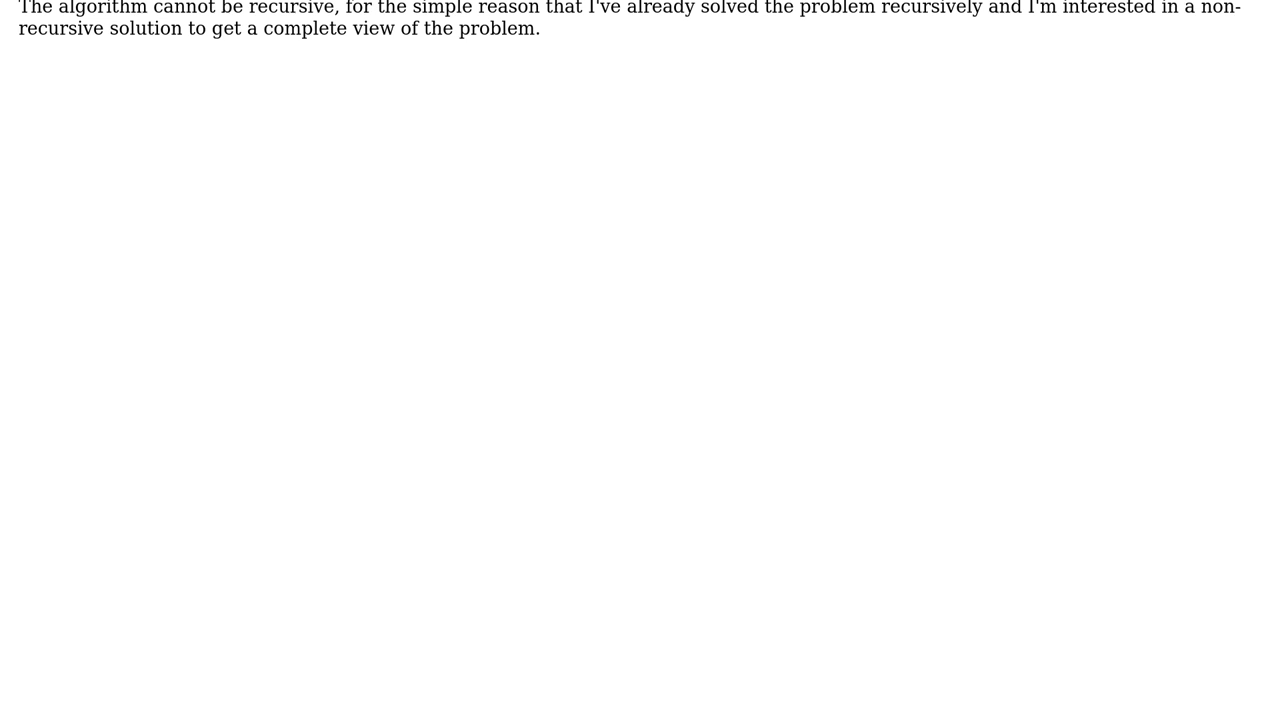 The algorithm cannot be recursive, for the simple reason that I've already solved the problem recursively and I'm interested in a non-
recursive solution to get a complete view of the problem.